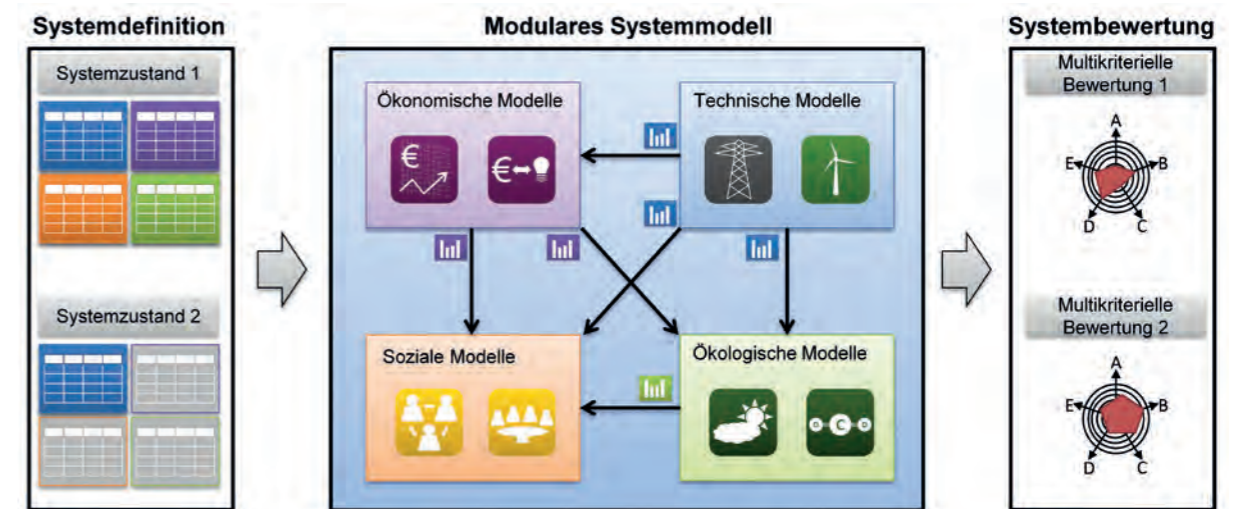 Systemdefinition
Modulares Systemmodell
Systembewertung
Systemzustand 1
Systemzustand 2
Ökonomische Modelle
€
€
Technische Modelle
Soziale Modelle
Ökologische Modelle
O C O
Multikriterielle
Bewertung 1
A
E
B
D
C
Multikriterielle
Bewertung 2
A
E
B
D
C